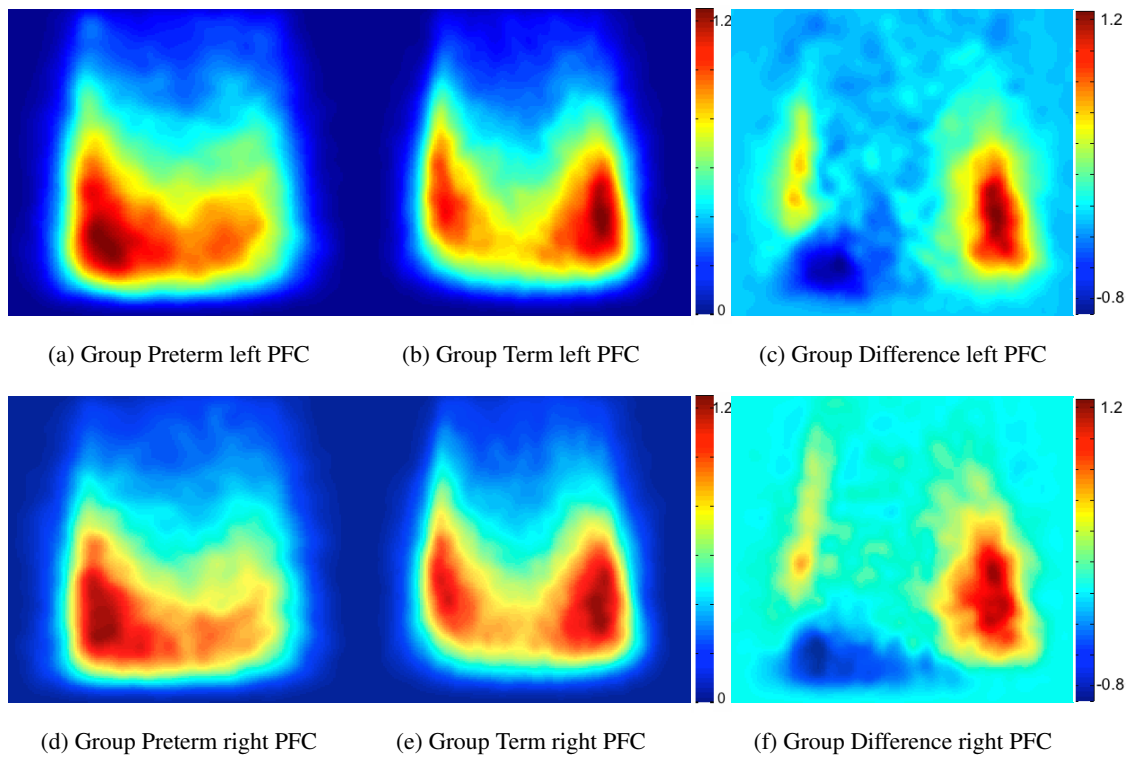 1.2
1.2
0
-0.8
(a) Group Preterm left PFC
(b) Group Term left PFC
(c) Group Difference left PFC
1.2
1.2
0
-0.8
(d) Group Preterm right PFC
(e) Group Term right PFC
(f) Group Difference right PFC